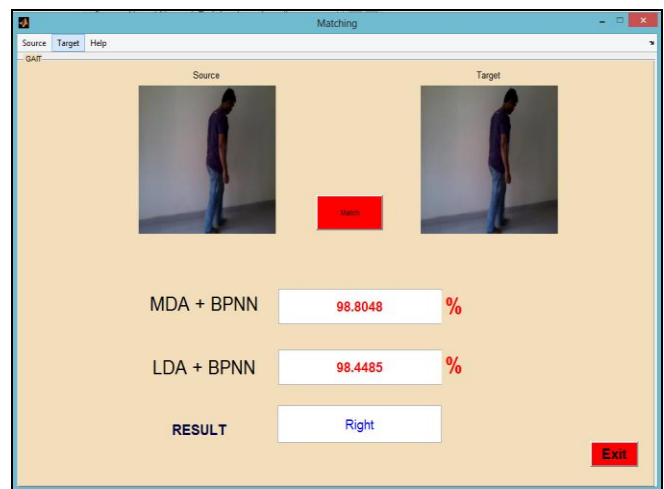 Matching
Source Target Help
GAIT
Source Target
Match
MDA + BPNN 98.8048 %
LDA + BPNN 98.4485 %
RESULT Right
Exit